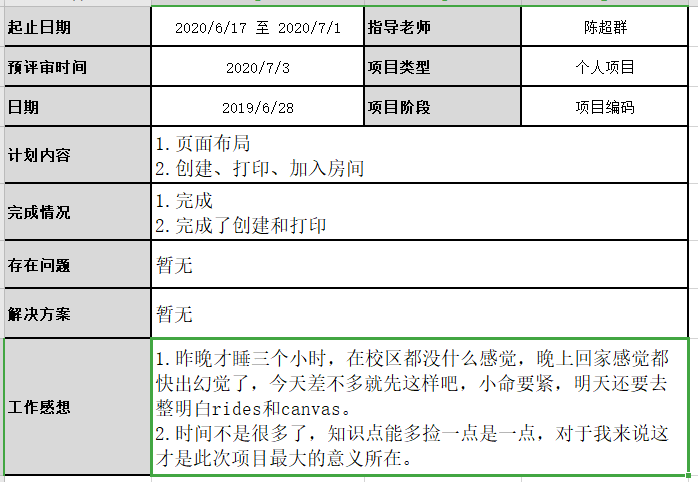 起止日期 2020/6/17 至 2020/7/1 指导老师 陈超群
预评审时间 2020/7/3 项目类型 个人项目
日期 2019/6/28 项目阶段 项目编码
计划内容
1.页面布局
2.创建、打印、加入房间
完成情况
1.完成
2.完成了创建和打印
存在问题 暂无
解决方案 暂无
工作感想
1.昨晚才睡三个小时，在校区都没什么感觉，晚上回家感觉都
快出幻觉了，今天差不多就先这样吧，小命要紧，明天还要去
整明白rides和canvas。
2.时间不是很多了，知识点能多捡一点是一点，对于我来说这
才是此次项目最大的意义所在。